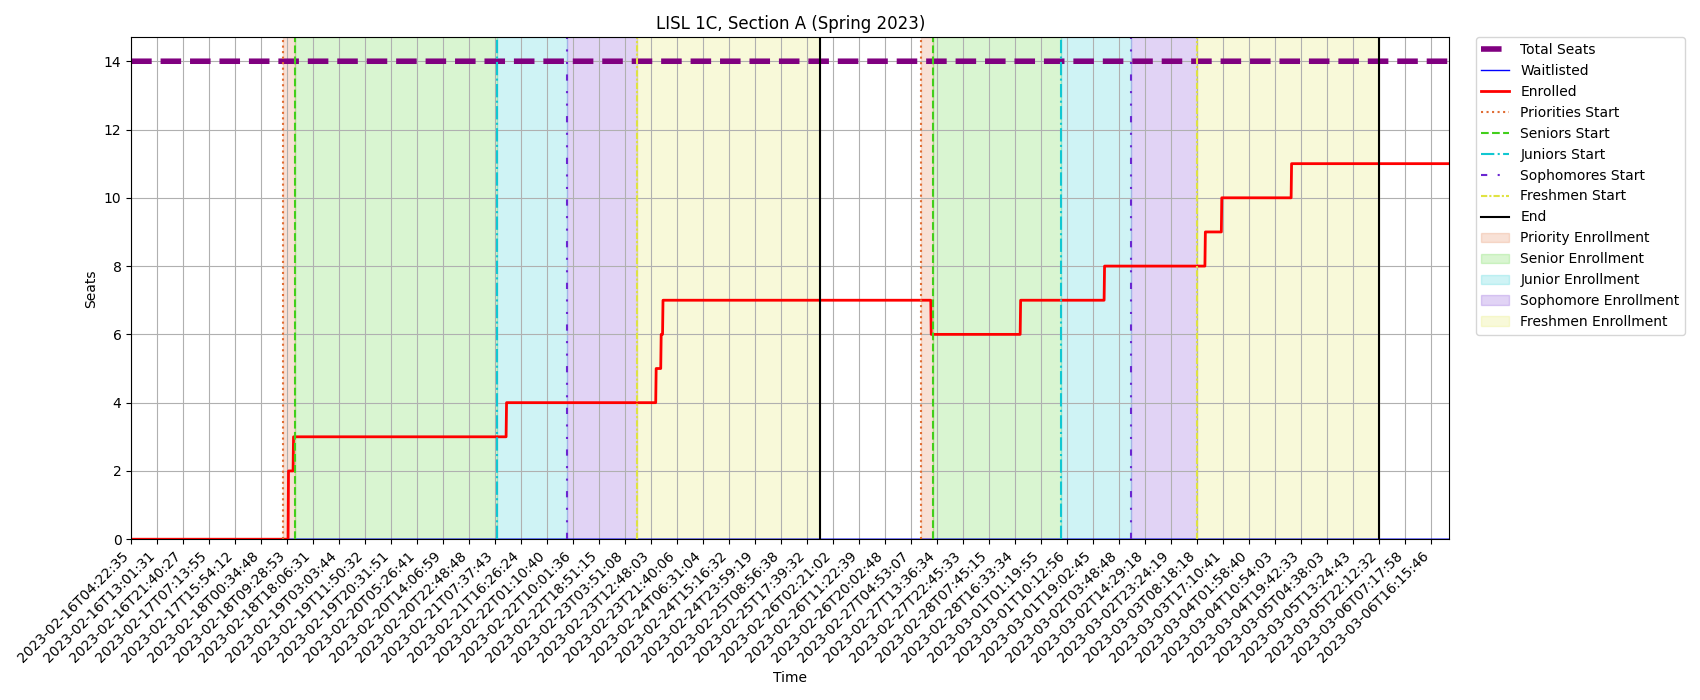 LISL 1C, Section A (Spring 2023)
Total Seats
Waitlisted
Enrolled
Priorities Start
Seniors Start
Juniors Start
Sophomores Start
Freshmen Start
End
Priority Enrollment
Senior Enrollment
Junior Enrollment
Sophomore Enrollment
Freshmen Enrollment
Seats
14
12
10
8
6
4
2
0
2023-02-16T04:22:35
2023-02-16T13:01:31
2023-02-16T21:40:27
2023-02-17T07:13:55
2023-02-17T15:54:12
2023-02-18T00:34:48
2023-02-18T09:28:53
2023-02-18T18:06:31
2023-02-19T03:03:44
2023-02-19T11:50:32
2023-02-19T20:31:51
2023-02-20T05:26:41
2023-02-20T14:06:59
2023-02-20T22:48:48
2023-02-21T07:37:43
2023-02-21T16:26:24
2023-02-22T01:10:40
2023-02-22T10:01:36
2023-02-22T18:51:15
2023-02-23T03:51:08
2023-02-23T12:48:03
2023-02-23T21:40:06
2023-02-24T06:31:04
2023-02-24T15:16:32
2023-02-24T23:59:19
2023-02-25T08:56:38
2023-02-25T17:39:32
2023-02-26T02:21:02
2023-02-26T11:22:39
2023-02-26T20:02:48
2023-02-27T04:53:07
2023-02-27T13:36:34
2023-02-27T22:45:33
2023-02-28T07:45:15
2023-02-28T16:33:34
2023-03-01T01:19:55
2023-03-01T10:12:56
2023-03-01T19:02:45
2023-03-02T03:48:48
2023-03-02T14:29:18
2023-03-02T23:24:19
2023-03-03T08:18:18
2023-03-03T17:10:41
2023-03-04T01:58:40
2023-03-04T10:54:03
2023-03-04T19:42:33
2023-03-05T04:38:03
2023-03-05T13:24:43
2023-03-05T22:12:32
2023-03-06T07:17:58
2023-03-06T16:15:46
Time